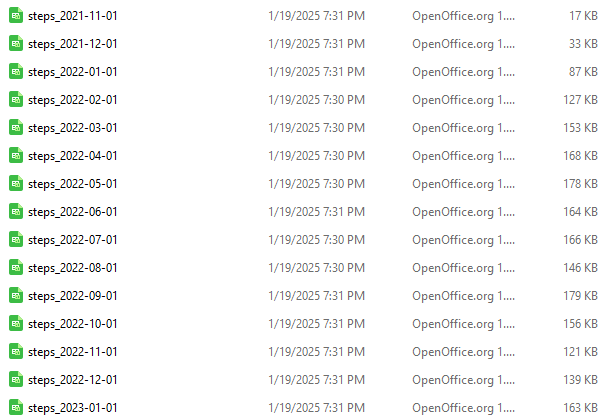 steps_2021-11-01 1/19/2025 7:31 PM OpenOffice.org 1.... 17 KB
steps_2021-12-01 1/19/2025 7:31 PM OpenOffice.org 1.... 33 KB
steps_2022-01-01 1/19/2025 7:31 PM OpenOffice.org 1.... 87 KB
steps_2022-02-01 1/19/2025 7:30 PM OpenOffice.org 1.... 127 KB
steps_2022-03-01 1/19/2025 7:30 PM OpenOffice.org 1.... 153 KB
steps_2022-04-01 1/19/2025 7:30 PM OpenOffice.org 1.... 168 KB
steps_2022-05-01 1/19/2025 7:30 PM OpenOffice.org 1.... 178 KB
steps_2022-06-01 1/19/2025 7:31 PM OpenOffice.org 1.... 164 KB
steps_2022-07-01 1/19/2025 7:30 PM OpenOffice.org 1.... 166 KB
steps_2022-08-01 1/19/2025 7:30 PM OpenOffice.org 1.... 146 KB
steps_2022-09-01 1/19/2025 7:31 PM OpenOffice.org 1.... 179 KB
steps_2022-10-01 1/19/2025 7:31 PM OpenOffice.org 1.... 156 KB
steps_2022-11-01 1/19/2025 7:31 PM OpenOffice.org 1.... 121 KB
steps_2022-12-01 1/19/2025 7:31 PM OpenOffice.org 1.... 139 KB
steps_2023-01-01 1/19/2025 7:31 PM OpenOffice.org 1.... 163 KB